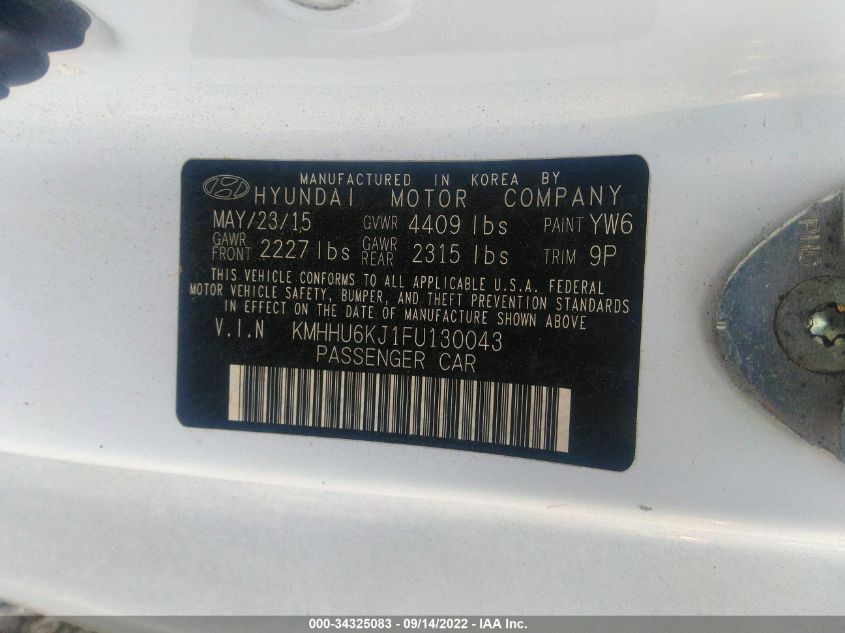 MANUFACTURED IN KOREA BY
HYUNDAI MOTOR COMPANY
MAY/23/15 GVWR 4409 lbs PAINT YW6
GAWR FRONT 2227 lbs GAWR REAR 2315 lbs TRIM 9P
THIS VEHICLE CONFORMS TO ALL APPLICABLE U.S.A. FEDERAL
MOTOR VEHICLE SAFETY, BUMPER, AND THEFT PREVENTION STANDARDS
IN EFFECT ON THE DATE OF MANUFACTURE SHOWN ABOVE
V.I.N KMHHU6KJ1FU130043
PASSENGER CAR
PHC
000-34325083 - 09/14/2022 - IAAI.com